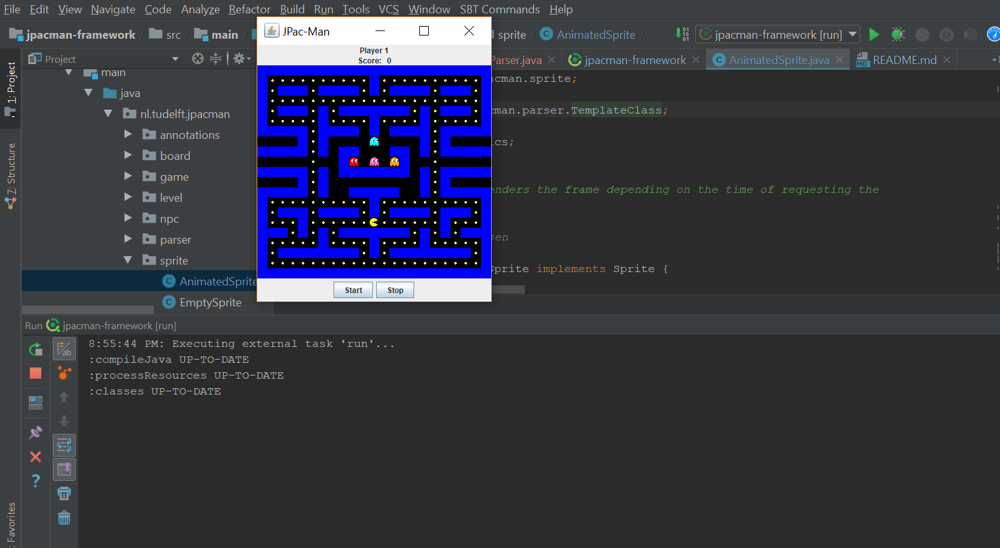 File Edit View Navigate Code Analyze Refactor Build Run Tools VCS Window SBT Commands Help
jpacman-framework src main sprite AnimatedSprite jpacman-framework [run]
JPac-Man
Player 1
Score: 0
Start Stop
Project
Parser.java jpacman-framework AnimatedSprite.java README.md
main
java
nl.tudelft.jpacman
annotations
board
game
level
npc
parser
sprite
AnimatedSprite
EmptySprite
acman.sprite;
man.parser.TemplateClass;
ics;
enders the frame depending on the time of requesting the
sen
Sprite implements Sprite {
1: Project
7: Structure
: Favorites
Run jpacman-framework [run]
8:55:44 PM: Executing external task 'run'...
:compileJava UP-TO-DATE
:processResources UP-TO-DATE
:classes UP-TO-DATE